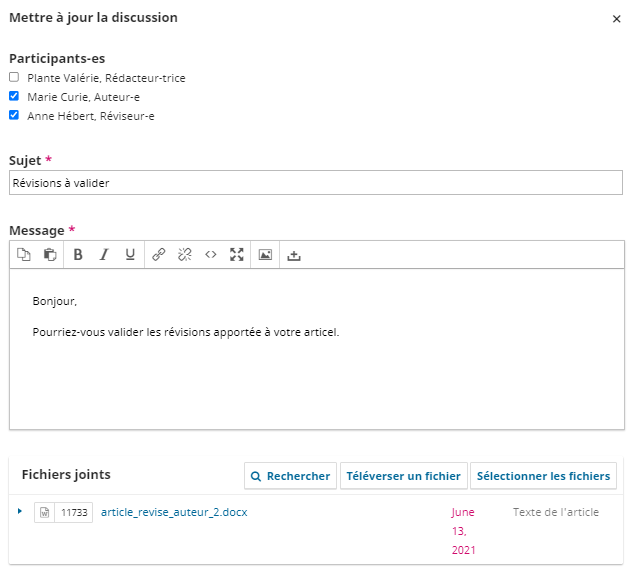 Mettre à jour la discussion
×
Participants-es
Plante Valérie, Rédacteur-trice
Marie Curie, Auteur-e
Anne Hébert, Réviseur-e
Sujet *
Révisions à valider
Message *
B I U <>
Bonjour,
Pourriez-vous valider les révisions apportée à votre articel.
Fichiers joints Rechercher Téléverser un fichier Sélectionner les fichiers
W 11733 article_revise_auteur_2.docx June Texte de l'article
13,
2021